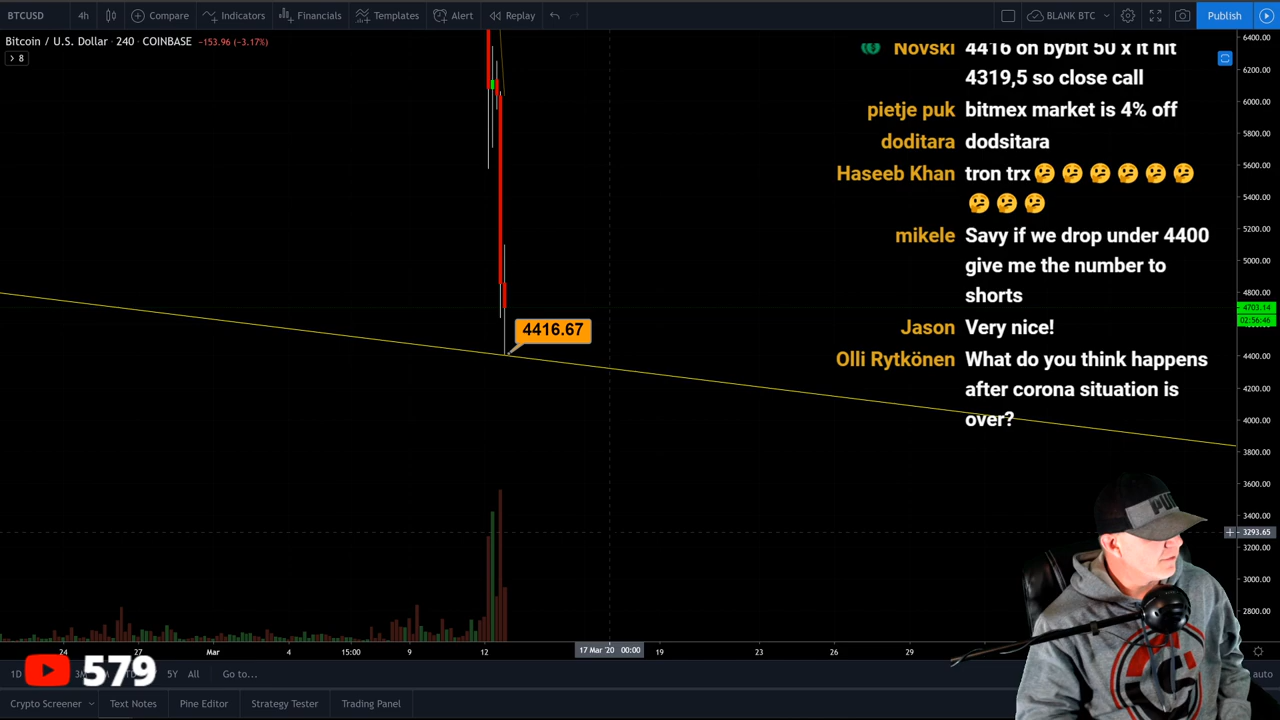 BTCUSD
4h
Compare
Indicators
Financials
Templates
Alert
Replay
BLANK BTC
Publish
Bitcoin / U.S. Dollar · 240 · COINBASE −153.96 (−3.17%)
8
Novski 4416 on bybit 50 x it hit
4319,5 so close call
pietje puk bitmex market is 4% off
doditara dodsitara
Haseeb Khan tron trx🤔🤔🤔🤔🤔🤔
🤔🤔🤔
mikele Savy if we drop under 4400
give me the number to
shorts
Jason Very nice!
Olli Rytkönen What do you think happens
after corona situation is
over?
4416.67
6400.00
6200.00
6000.00
5800.00
5600.00
5400.00
5200.00
5000.00
4800.00
4703.14
02:56:46
4400.00
4200.00
4000.00
3800.00
3600.00
3400.00
3293.65
3200.00
3000.00
2800.00
24
27
Mar
4
15:00
9
12
17 Mar '20 00:00
19
23
26
29
579
1D
5Y
All
Go to...
auto
Crypto Screener
Text Notes
Pine Editor
Strategy Tester
Trading Panel